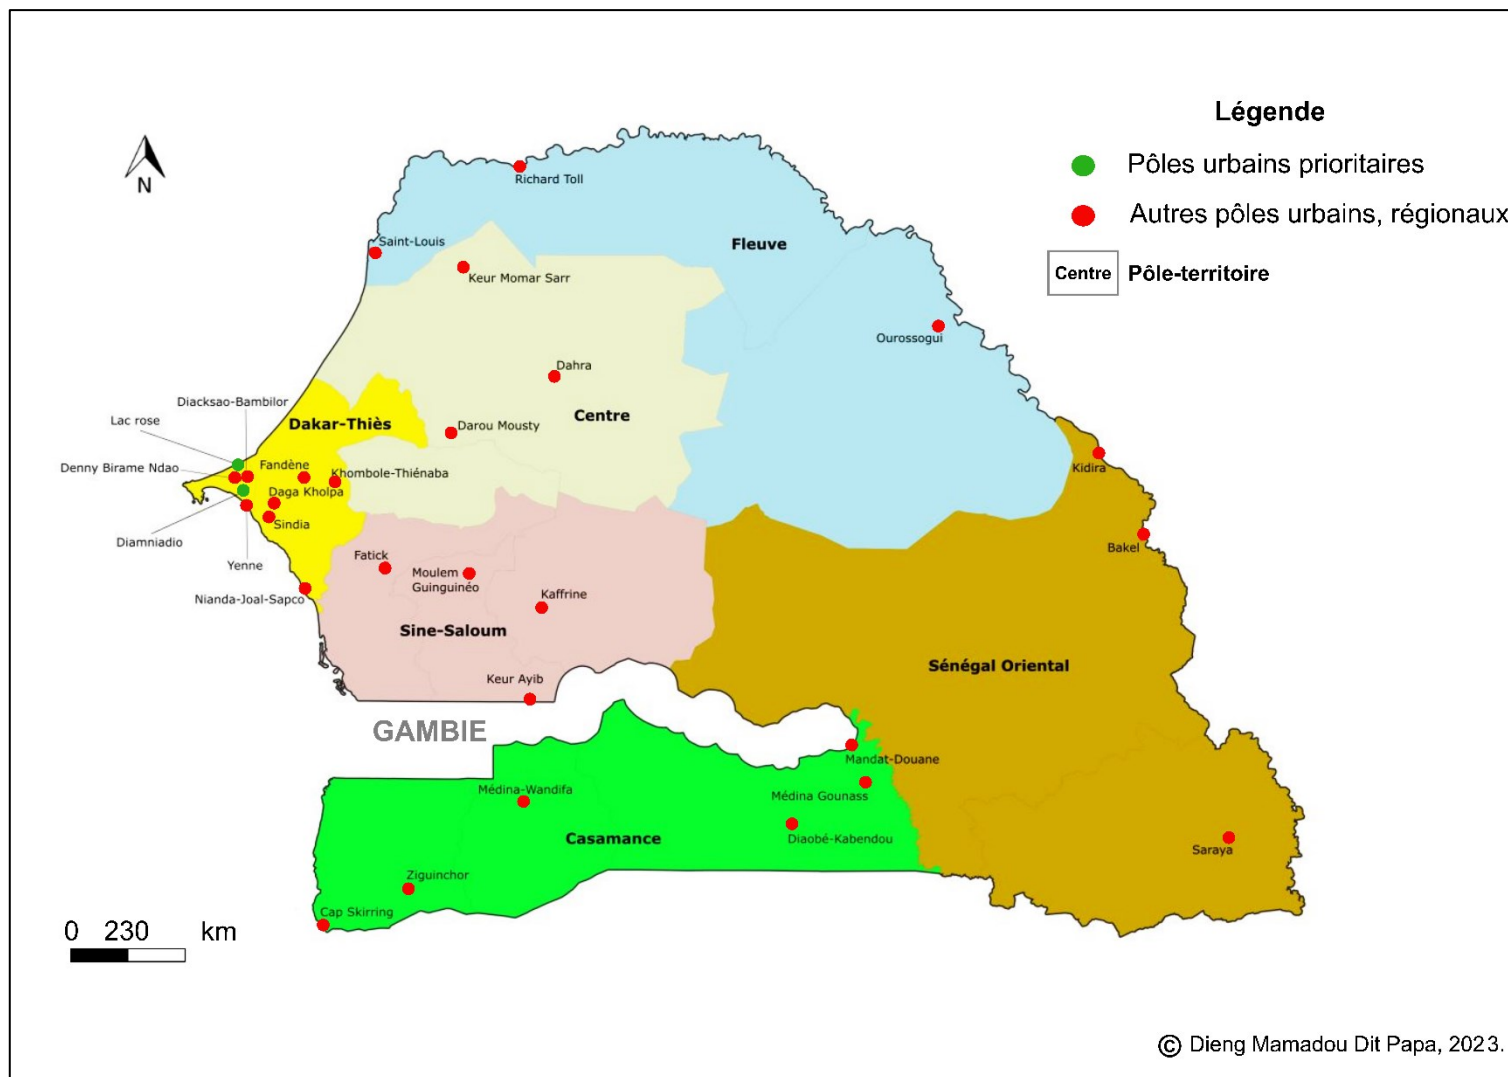 Légende
Pôles urbains prioritaires
Autres pôles urbains, régionaux
Centre
Pôle-territoire
N
Richard Toll
Saint-Louis
Fleuve
Keur Momar Sarr
Ourossogui
Dahra
Diacksao-Bambilor
Lac rose
Dakar-Thiès
Centre
Darou Mousty
Denny Birame Ndao
Fandène
Khombole-Thiénaba
Kidira
Daga Kholpa
Sindia
Diamniadio
Yenne
Bakel
Fatick
Moulem
Guinguinéo
Nianda-Joal-Sapco
Kaffrine
Sine-Saloum
Sénégal Oriental
Keur Ayib
GAMBIE
Mandat-Douane
Médina-Wandifa
Médina Gounass
Casamance
Diaobé-Kabendou
Saraya
Ziguinchor
Cap Skirring
0 230 km
© Dieng Mamadou Dit Papa, 2023.